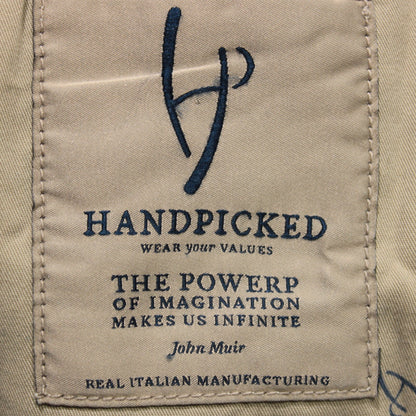 HANDPICKED
WEAR your VALUES
THE POWERP
OF IMAGINATION
MAKES US INFINITE
John Muir
REAL ITALIAN MANUFACTURING